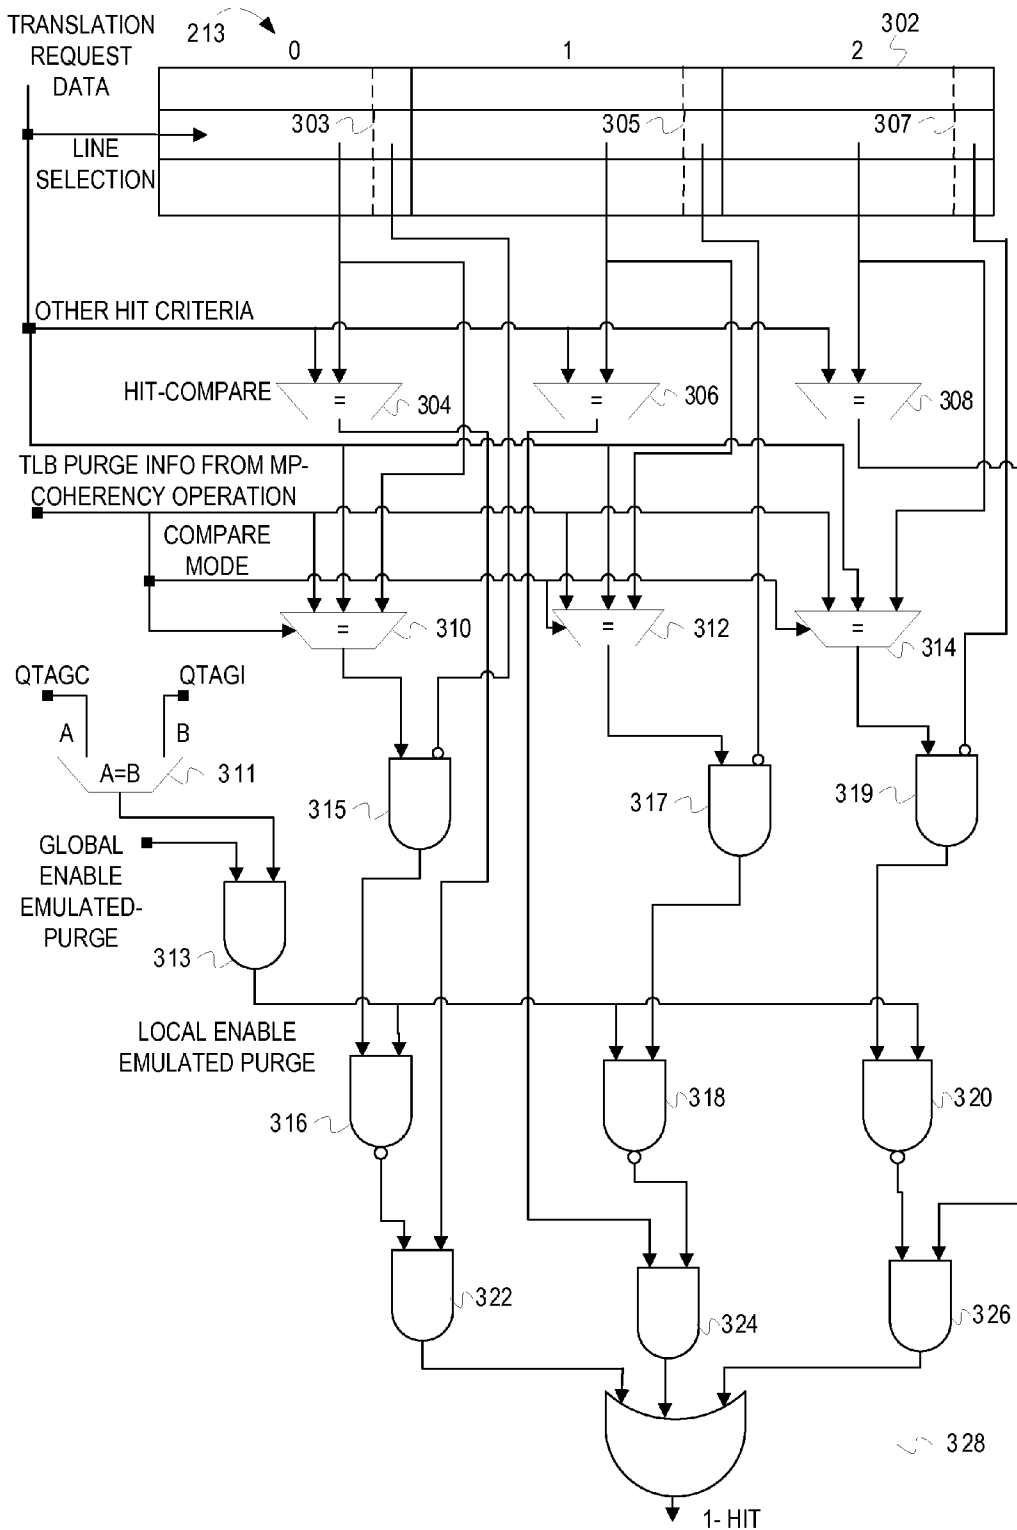 TRANSLATION
REQUEST
DATA
213
302
0
1
2
303
305
307
LINE
SELECTION
OTHER HIT CRITERIA
HIT-COMPARE
=
304
=
306
=
308
TLB PURGE INFO FROM MP-
COHERENCY OPERATION
COMPARE
MODE
=
310
=
312
=
314
QTAGC
QTAGI
A
B
A=B
311
315
317
319
GLOBAL
ENABLE
EMULATED-
PURGE
313
LOCAL ENABLE
EMULATED PURGE
316
318
320
322
324
326
328
1- HIT